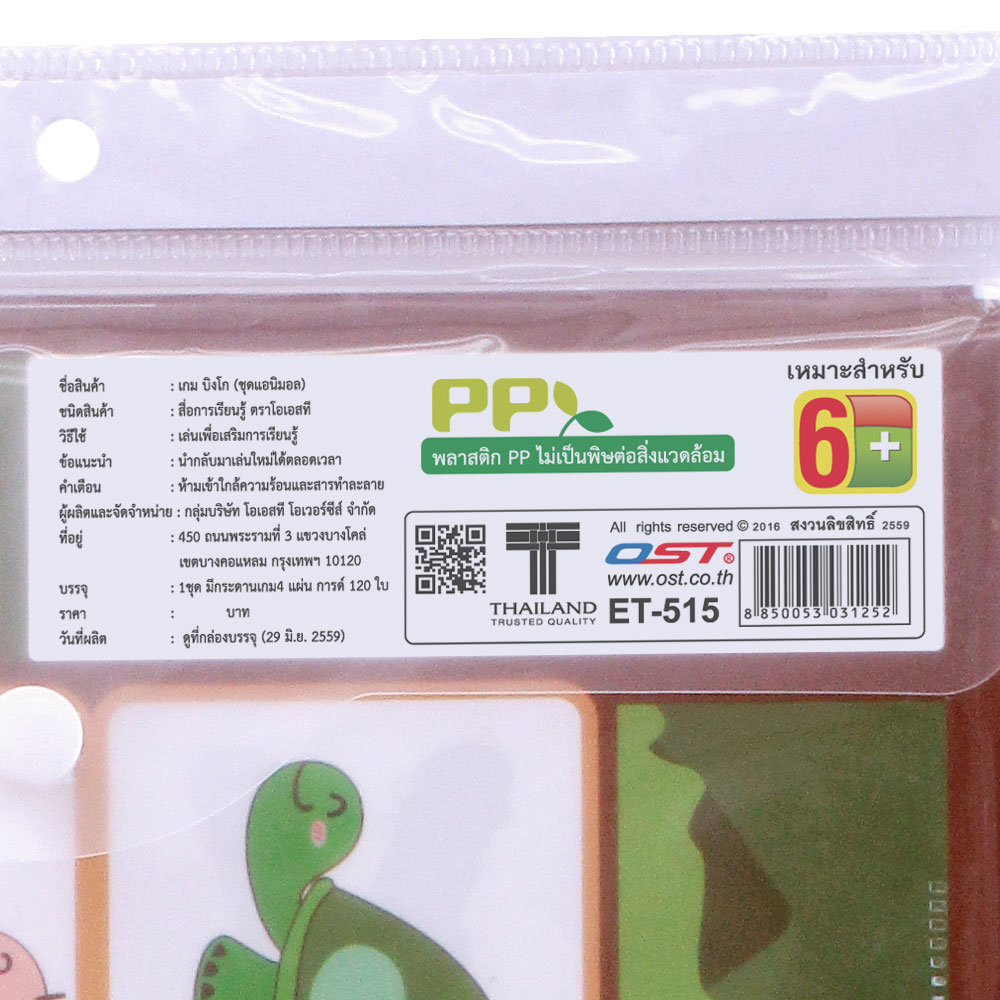 ชื่อสินค้า : เกม บิงโก (ชุดแอนิมอล)
ชนิดสินค้า : สื่อการเรียนรู้ ตราโอเอสที
วิธีใช้ : เล่นเพื่อเสริมการเรียนรู้
ข้อแนะนำ : นำกลับมาเล่นใหม่ได้ตลอดเวลา
คำเตือน : ห้ามเข้าใกล้ความร้อนและสารทำละลาย
ผู้ผลิตและจัดจำหน่าย : กลุ่มบริษัท โอเอสที โอเวอร์ซีส์ จำกัด
ที่อยู่ : 450 ถนนพระรามที่ 3 แขวงบางโคล่
เขตบางคอแหลม กรุงเทพฯ 10120
บรรจุ : 1ชุด มีกระดานเกม4 แผ่น การ์ด 120 ใบ
ราคา : บาท
วันที่ผลิต : ดูที่กล่องบรรจุ (29 มิ.ย. 2559)
PP
พลาสติก PP ไม่เป็นพิษต่อสิ่งแวดล้อม
เหมาะสำหรับ
6+
THAILAND
TRUSTED QUALITY
All rights reserved © 2016 สงวนลิขสิทธิ์ 2559
OST®
www.ost.co.th
ET-515
8 850053 031252